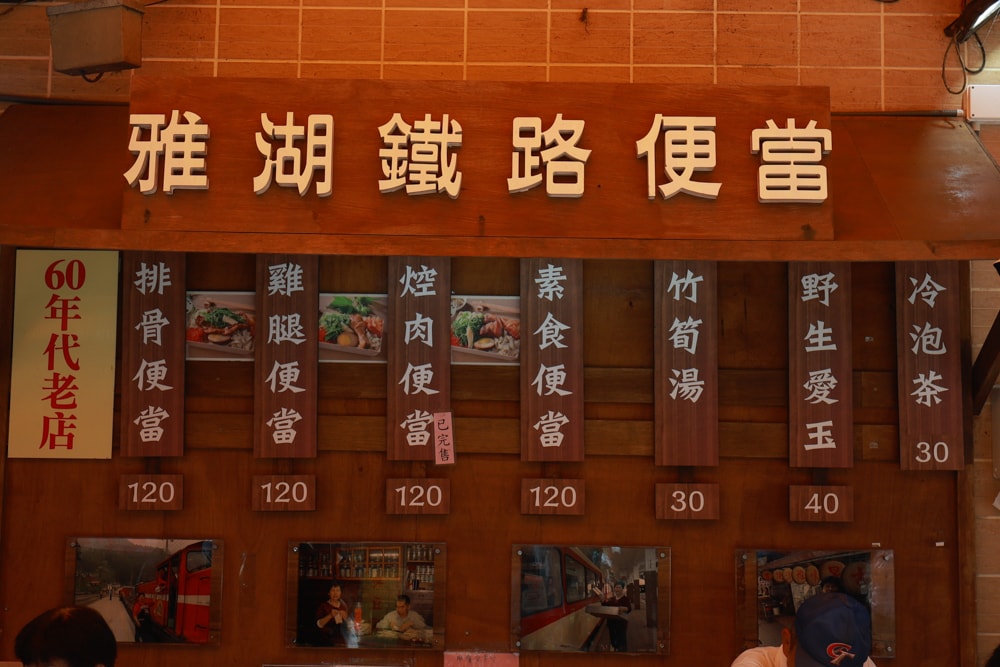 雅湖鐵路便當
60年代老店
排骨便當
120
雞腿便當
120
焢肉便當
已完售
120
素食便當
120
竹筍湯
30
野生愛玉
40
冷泡茶
30